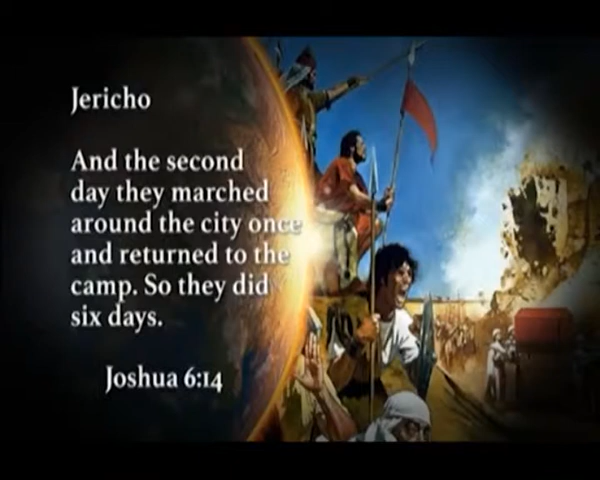 Jericho
And the second
day they marched
around the city once
and returned to the
camp. So they did
six days.
Joshua 6:14